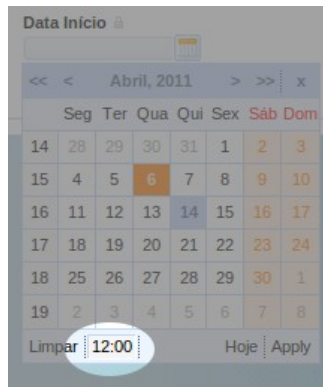 Data Início
<< < Abril, 2011 > >> x
Seg Ter Qua Qui Sex Sáb Dom
14 28 29 30 31 1 2 3
15 4 5 6 7 8 9 10
16 11 12 13 14 15 16 17
17 18 19 20 21 22 23 24
18 25 26 27 28 29 30 1
19 2 3 4 5 6 7 8
Limpar 12:00 Hoje Apply